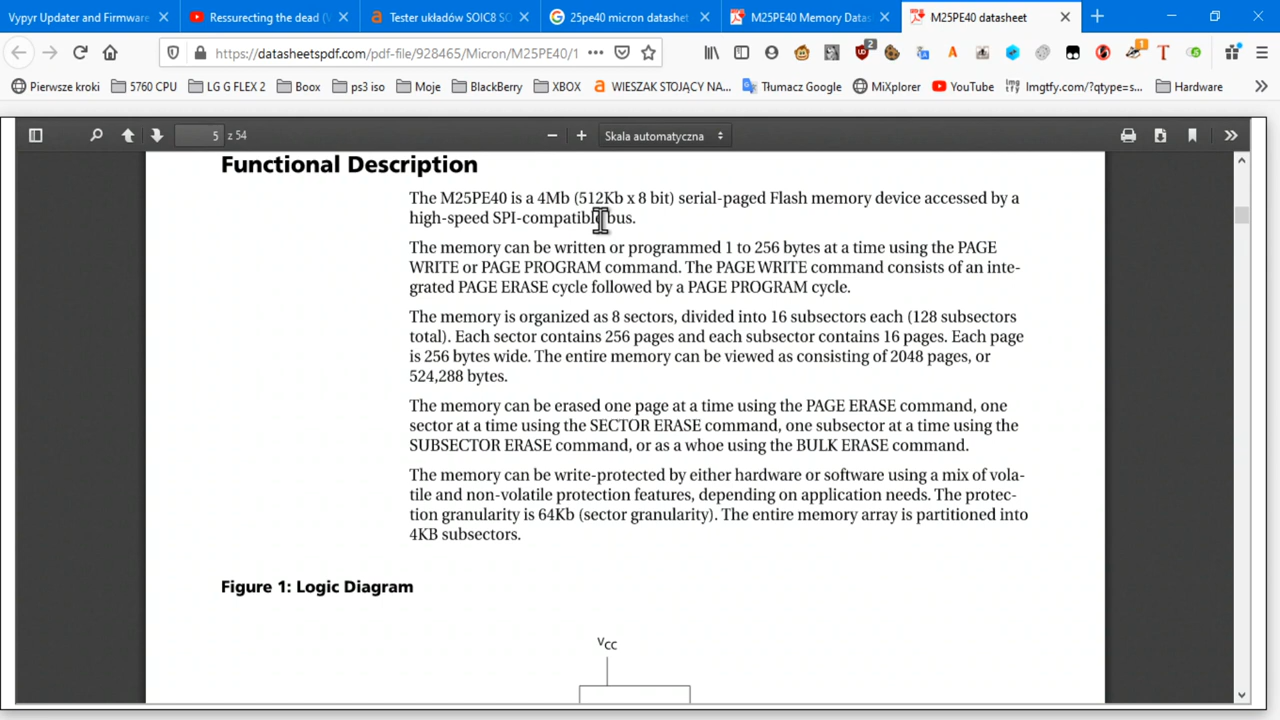 Vypyr Updater and Firmware
Ressurecting the dead (V
Tester układów SOIC8 SO
25pe40 micron datasheet
M25PE40 Memory Datas
M25PE40 datasheet
https://datasheetspdf.com/pdf-file/928465/Micron/M25PE40/1
2
1
Pierwsze kroki
5760 CPU
LG G FLEX 2
Boox
ps3 iso
Moje
BlackBerry
XBOX
WIESZAK STOJĄCY NA...
Tłumacz Google
MiXplorer
YouTube
lmgtfy.com/?qtype=s...
Hardware
5 z 54
Skala automatyczna
Functional Description
The M25PE40 is a 4Mb (512Kb x 8 bit) serial-paged Flash memory device accessed by a
high-speed SPI-compatible bus.
The memory can be written or programmed 1 to 256 bytes at a time using the PAGE
WRITE or PAGE PROGRAM command. The PAGE WRITE command consists of an inte-
grated PAGE ERASE cycle followed by a PAGE PROGRAM cycle.
The memory is organized as 8 sectors, divided into 16 subsectors each (128 subsectors
total). Each sector contains 256 pages and each subsector contains 16 pages. Each page
is 256 bytes wide. The entire memory can be viewed as consisting of 2048 pages, or
524,288 bytes.
The memory can be erased one page at a time using the PAGE ERASE command, one
sector at a time using the SECTOR ERASE command, one subsector at a time using the
SUBSECTOR ERASE command, or as a whoe using the BULK ERASE command.
The memory can be write-protected by either hardware or software using a mix of vola-
tile and non-volatile protection features, depending on application needs. The protec-
tion granularity is 64Kb (sector granularity). The entire memory array is partitioned into
4KB subsectors.
Figure 1: Logic Diagram
VCC